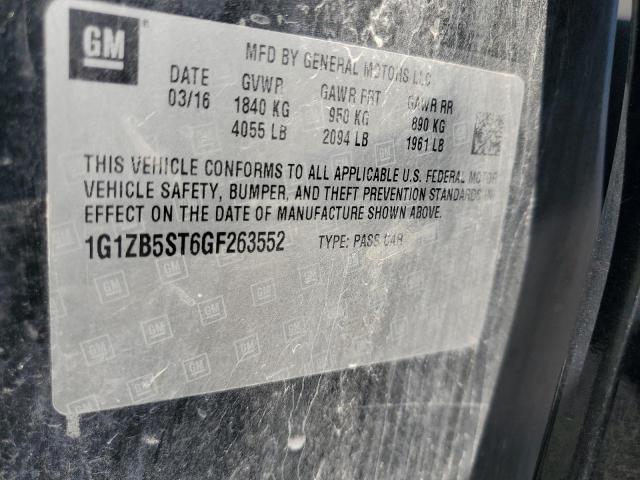 GM
MFD BY GENERAL MOTORS LLC
DATE GVWR GAWR FRT GAWR RR
03/16 1840 KG 950 KG 890 KG
4055 LB 2094 LB 1961 LB
THIS VEHICLE CONFORMS TO ALL APPLICABLE U.S. FEDERAL MOTOR
VEHICLE SAFETY, BUMPER, AND THEFT PREVENTION STANDARDS IN
EFFECT ON THE DATE OF MANUFACTURE SHOWN ABOVE.
1G1ZB5ST6GF263552 TYPE: PASS CAR